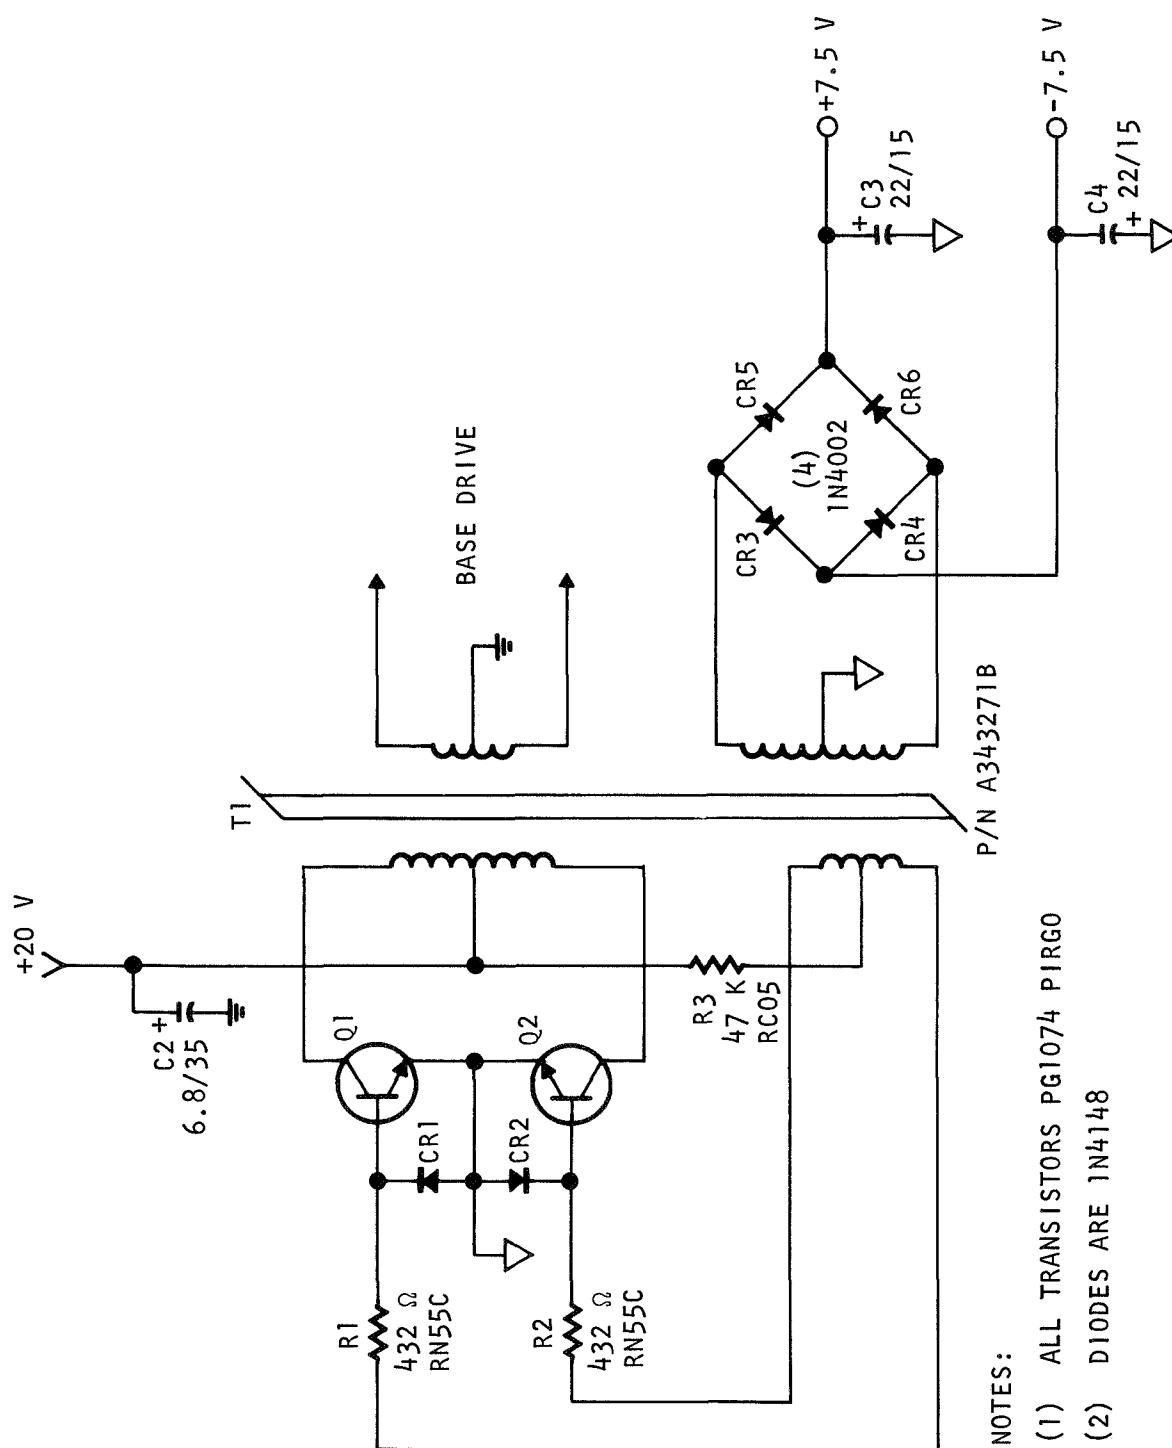 +20 V
C2 +
6.8/35
T1
Q1
Q2
CR1
CR2
R1
432 Ω
RN55C
R2
432 Ω
RN55C
R3
47 K
RC05
BASE DRIVE
P/N A343271B
CR3
CR5
(4)
1N4002
CR4
CR6
+7.5 V
+
C3
22/15
-7.5 V
C4
+ 22/15
NOTES:
(1) ALL TRANSISTORS PG1074 PIRGO
(2) DIODES ARE 1N4148